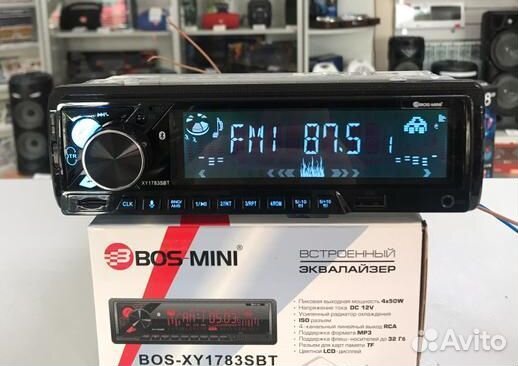 BOS-MINI
FM1 87.5 1
TR
XY1783SBT
CLK
1/
2/INT
3/RPT
4/RDM
5/-10
6/+10
BOS-MINI®
ВСТРОЕННЫЙ
ЭКВАЛАЙЗЕР
• Пиковая выходная мощность 4x50W
• Напряжение тока DC 12V
• Усиленный радиатор охлаждения
ISO разъем
• 4 -канальный линейный выход RCA
• Поддержка формата MP3
• Поддержка флеш-носителей до 32 Гб
• Разъем для карт памяти TF
• Цветной LCD- дисплей
BOS-XY1783SBT
Avito